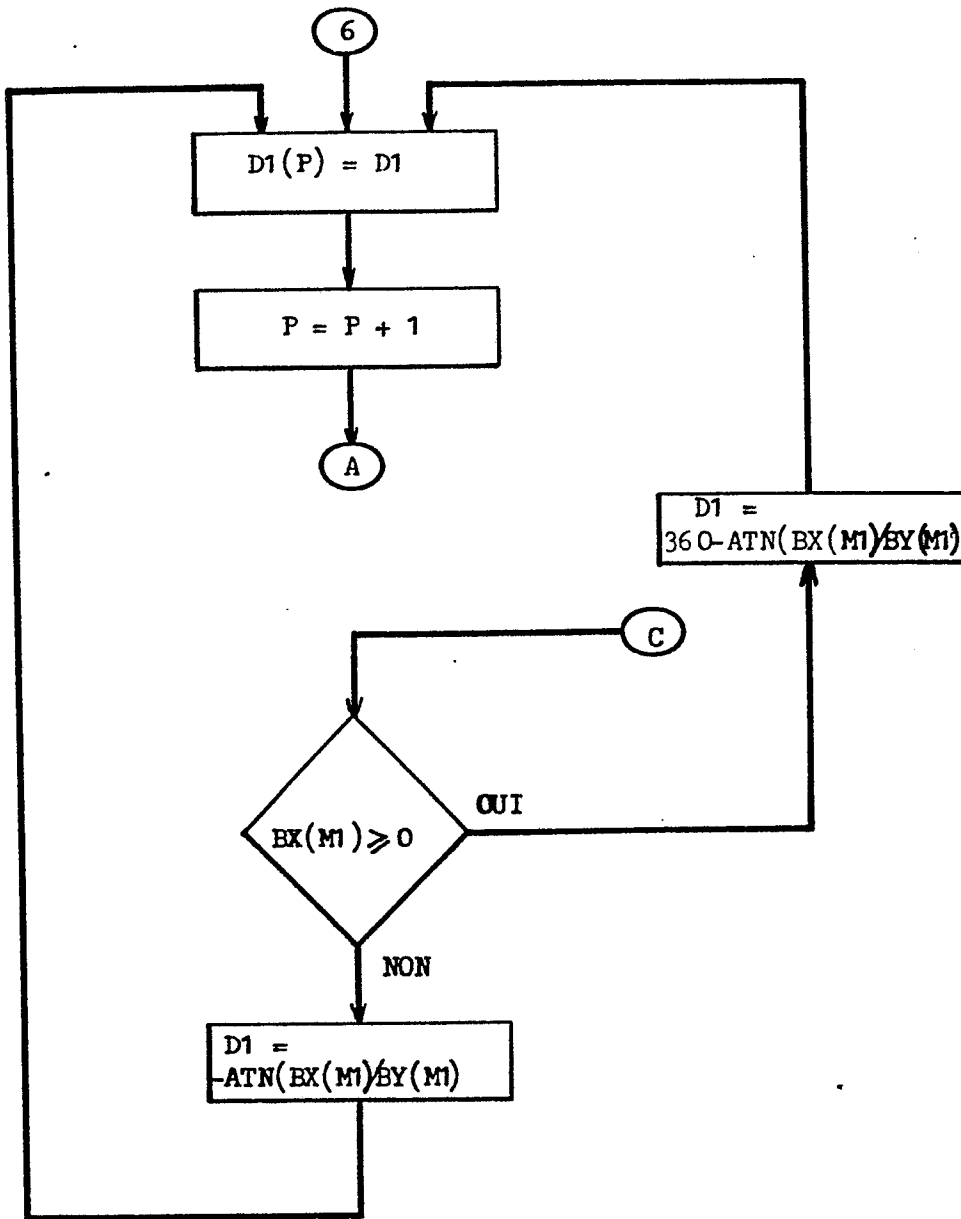 6
D1(P) = D1
P = P + 1
A
D1 =
360-ATN(BX(M1)/BY(M1)
C
BX(M1) ⩾ 0
OUI
NON
D1 =
-ATN(BX(M1)/BY(M1)